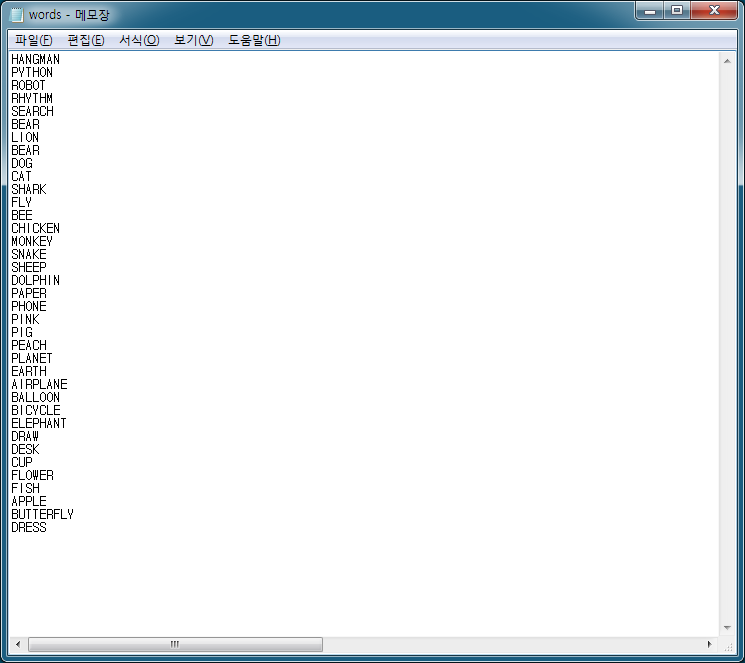 words - 메모장
파일(F) 편집(E) 서식(O) 보기(V) 도움말(H)
HANGMAN
PYTHON
ROBOT
RHYTHM
SEARCH
BEAR
LION
BEAR
DOG
CAT
SHARK
FLY
BEE
CHICKEN
MONKEY
SNAKE
SHEEP
DOLPHIN
PAPER
PHONE
PINK
PIG
PEACH
PLANET
EARTH
AIRPLANE
BALLOON
BICYCLE
ELEPHANT
DRAW
DESK
CUP
FLOWER
FISH
APPLE
BUTTERFLY
DRESS